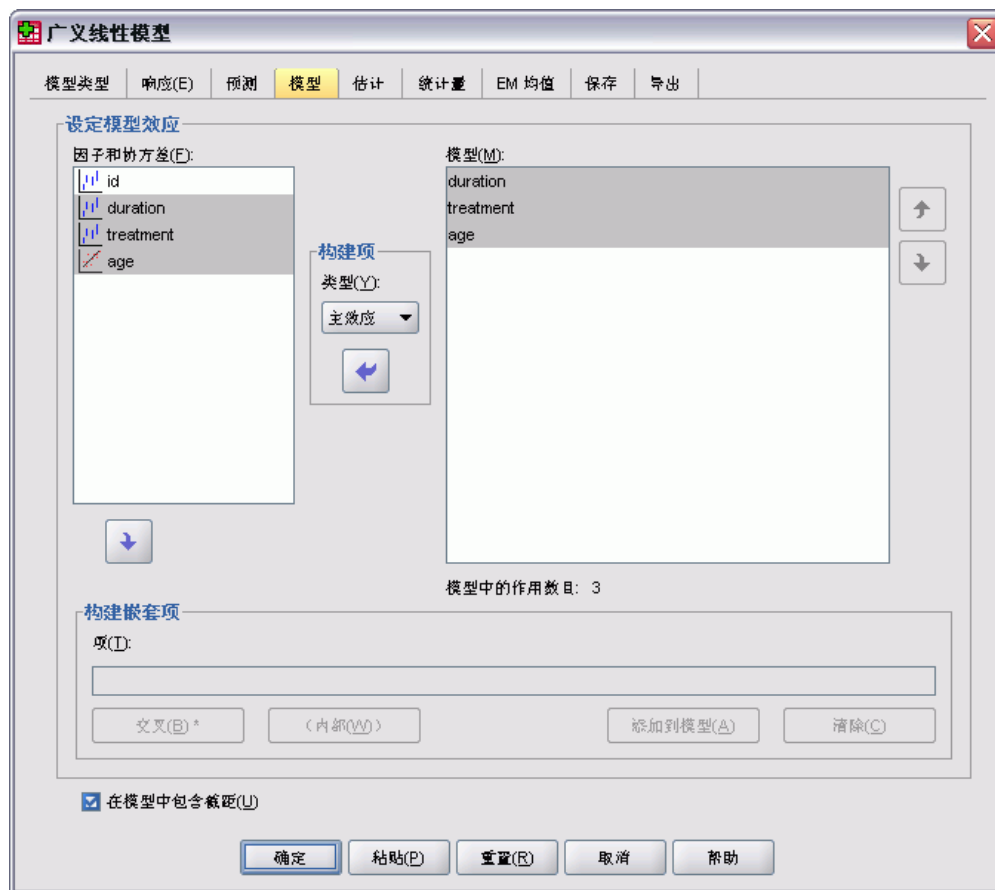 广义线性模型
模型类型 响应(E) 预测 模型 估计 统计量 EM 均值 保存 导出
设定模型效应
因子和协方差(F):
id
duration
treatment
age
构建项
类型(Y):
主效应
模型(M):
duration
treatment
age
模型中的作用数目: 3
构建嵌套项
项(T):
交叉(B) * (内部(W)) 添加到模型(A) 清除(C)
在模型中包含截距(U)
确定 粘贴(P) 重置(R) 取消 帮助